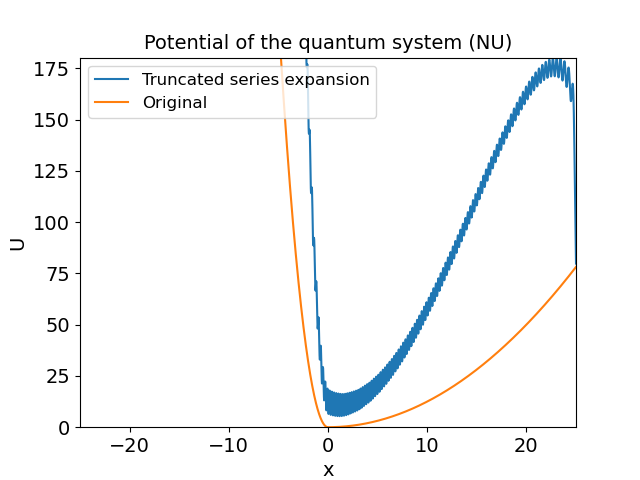 Potential of the quantum system (NU)
Truncated series expansion
Original
U
175
150
125
100
75
50
25
0
−20 −10 0 10 20
x